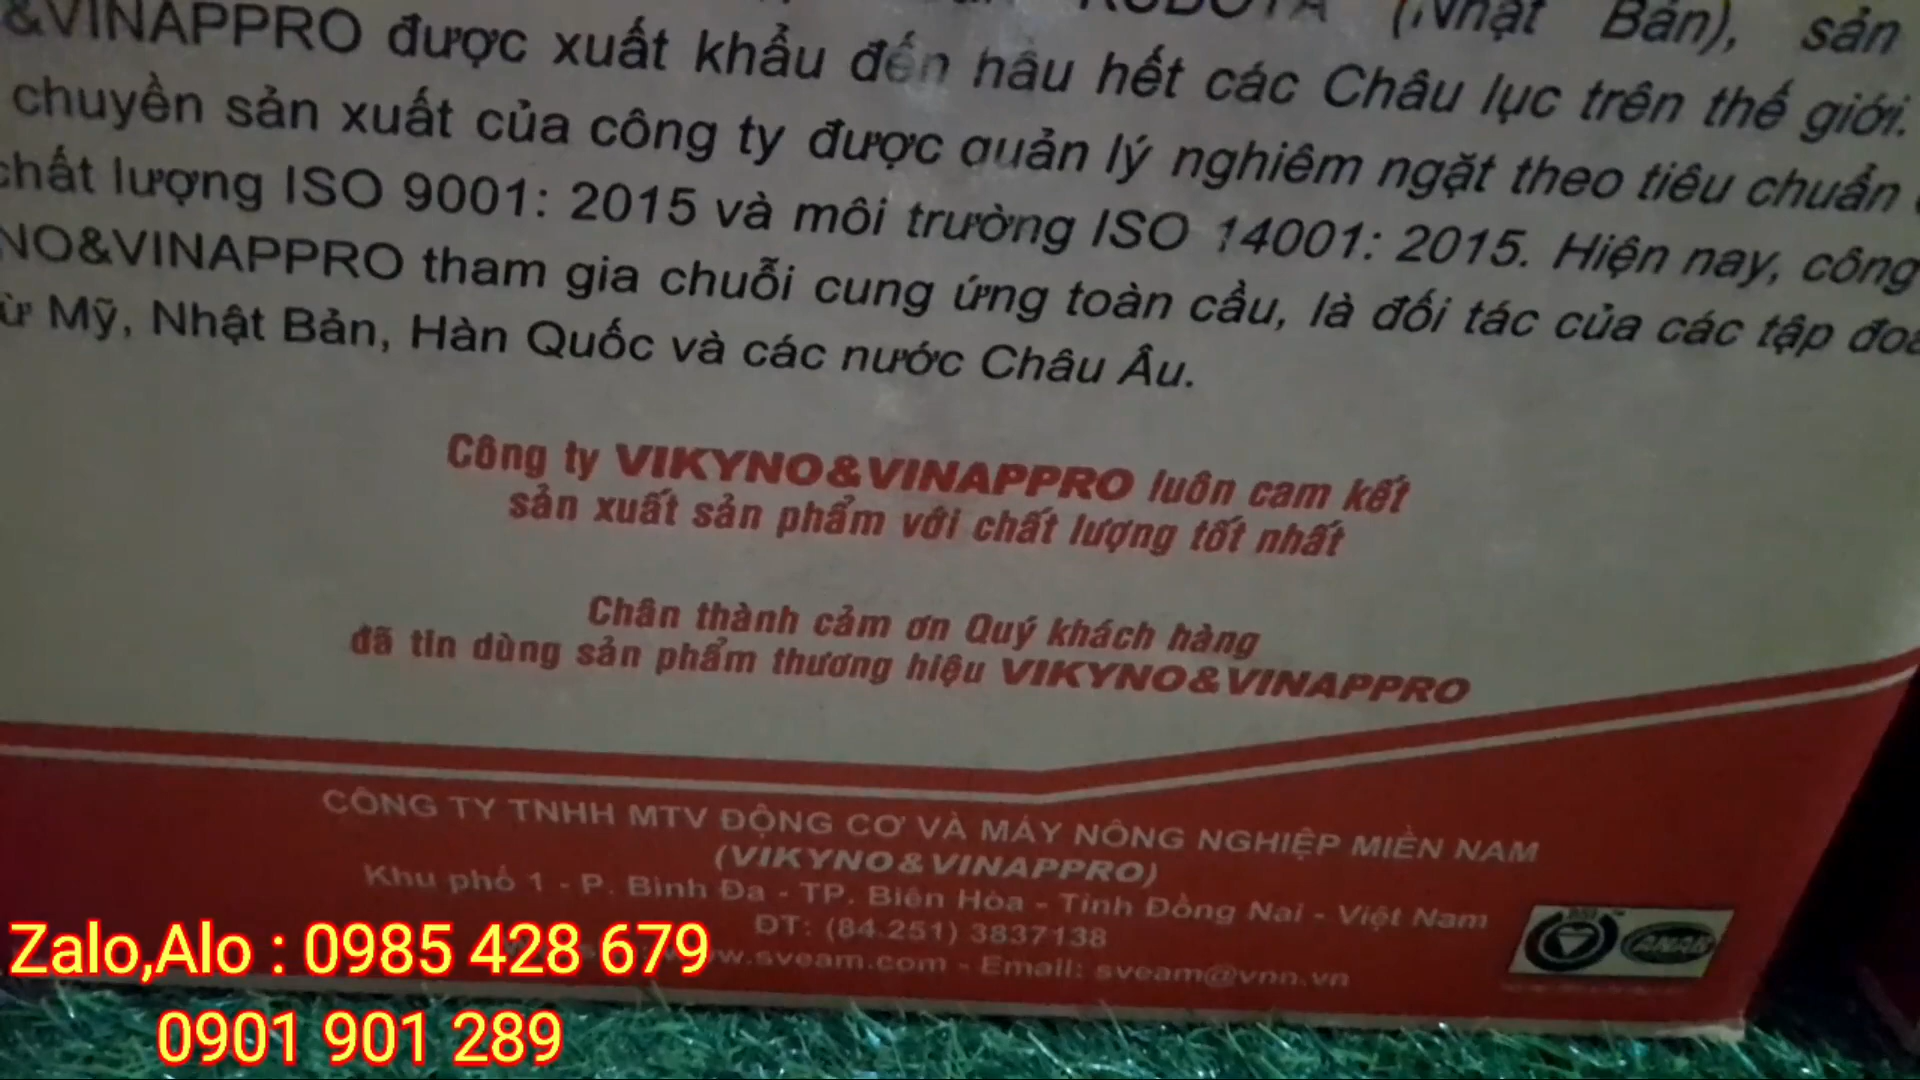 KUBOTA (Nhật Bản), sản
&VINAPPRO được xuất khẩu đến hầu hết các Châu lục trên thế giới.
chuyền sản xuất của công ty được quản lý nghiêm ngặt theo tiêu chuẩn
chất lượng ISO 9001: 2015 và môi trường ISO 14001: 2015. Hiện nay, công
NO&VINAPPRO tham gia chuỗi cung ứng toàn cầu, là đối tác của các tập đoà
từ Mỹ, Nhật Bản, Hàn Quốc và các nước Châu Âu.
Công ty VIKYNO&VINAPPRO luôn cam kết
sản xuất sản phẩm với chất lượng tốt nhất
Chân thành cảm ơn Quý khách hàng
đã tin dùng sản phẩm thương hiệu VIKYNO&VINAPPRO
CÔNG TY TNHH MTV ĐỘNG CƠ VÀ MÁY NÔNG NGHIỆP MIỀN NAM
(VIKYNO&VINAPPRO)
Khu phố 1 - P. Bình Đa - TP. Biên Hòa - Tỉnh Đồng Nai - Việt Nam
ĐT: (84.251) 3837138
www.sveam.com - Email: sveam@vnn.vn
Zalo,Alo : 0985 428 679
0901 901 289